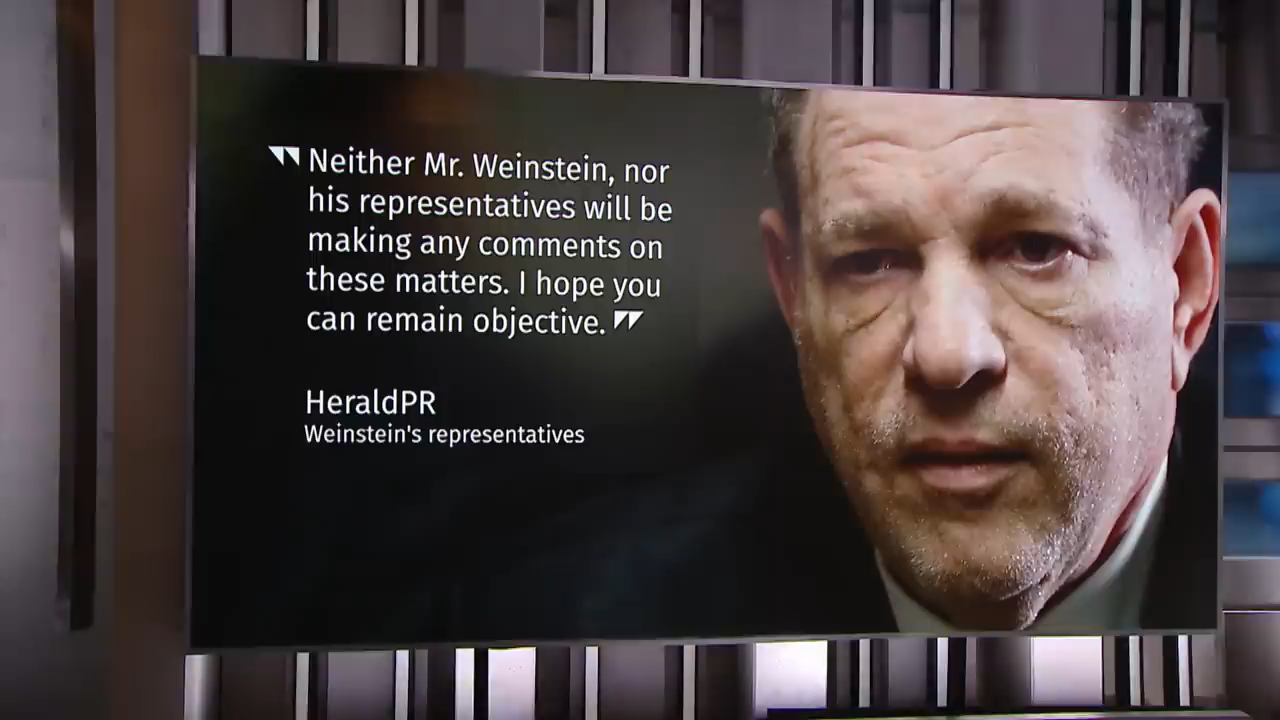 "Neither Mr. Weinstein, nor
his representatives will be
making any comments on
these matters. I hope you
can remain objective."
HeraldPR
Weinstein's representatives